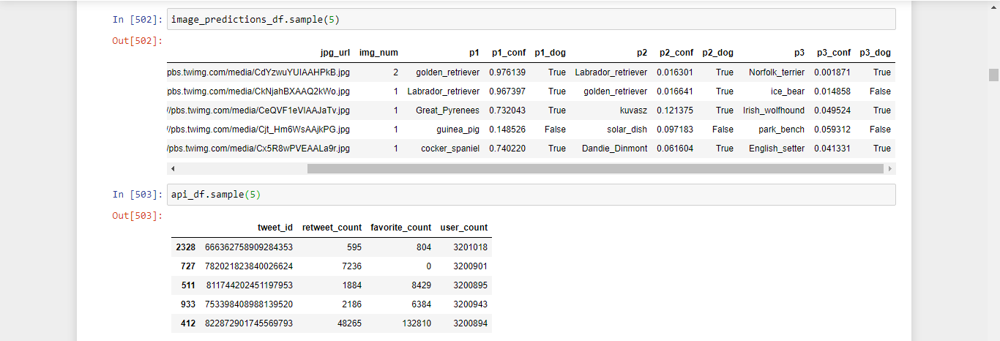 In [502]: image_predictions_df.sample(5)
Out[502]:
jpg_url img_num p1 p1_conf p1_dog p2 p2_conf p2_dog p3 p3_conf p3_dog
pbs.twimg.com/media/CdYzwuYUIAAHPkB.jpg 2 golden_retriever 0.976139 True Labrador_retriever 0.016301 True Norfolk_terrier 0.001871 True
pbs.twimg.com/media/CkNjahBXAAQ2kWo.jpg 1 Labrador_retriever 0.967397 True golden_retriever 0.016641 True ice_bear 0.014858 False
//pbs.twimg.com/media/CeQVF1eVIAAJaTv.jpg 1 Great_Pyrenees 0.732043 True kuvasz 0.121375 True Irish_wolfhound 0.049524 True
//pbs.twimg.com/media/Cjt_Hm6WsAAjkPG.jpg 1 guinea_pig 0.148526 False solar_dish 0.097183 False park_bench 0.059312 False
/pbs.twimg.com/media/Cx5R8wPVEAALa9r.jpg 1 cocker_spaniel 0.740220 True Dandie_Dinmont 0.061604 True English_setter 0.041331 True
In [503]: api_df.sample(5)
Out[503]:
tweet_id retweet_count favorite_count user_count
2328 666362758909284353 595 804 3201018
727 782021823840026624 7236 0 3200901
511 811744202451197953 1884 8429 3200895
933 753398408988139520 2186 6384 3200943
412 822872901745569793 48265 132810 3200894